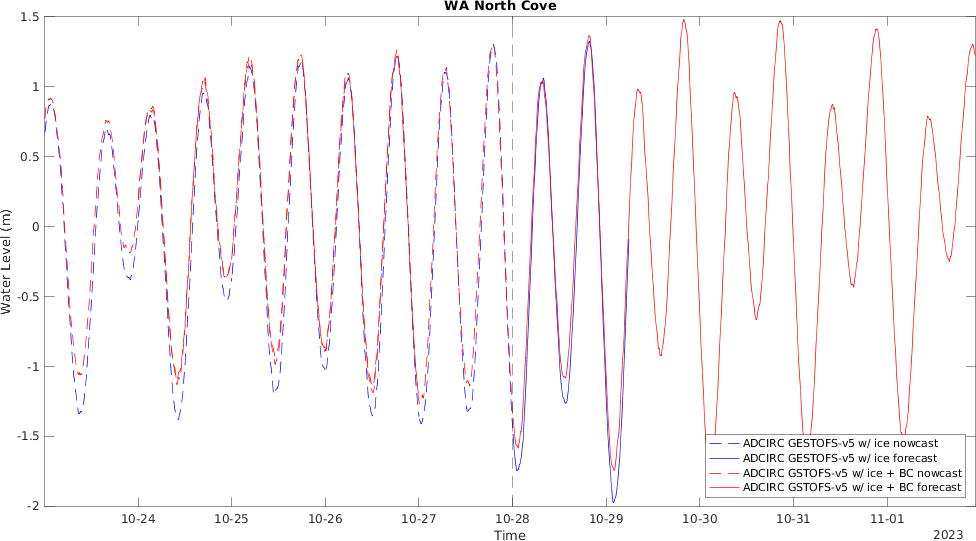 WA North Cove
1.5
1
0.5
0
-0.5
-1
-1.5
-2
Water Level (m)
10-24 10-25 10-26 10-27 10-28 10-29 10-30 10-31 11-01
Time
2023
ADCIRC GESTOFS-v5 w/ ice nowcast
ADCIRC GESTOFS-v5 w/ ice forecast
ADCIRC GSTOFS-v5 w/ ice + BC nowcast
ADCIRC GSTOFS-v5 w/ ice + BC forecast